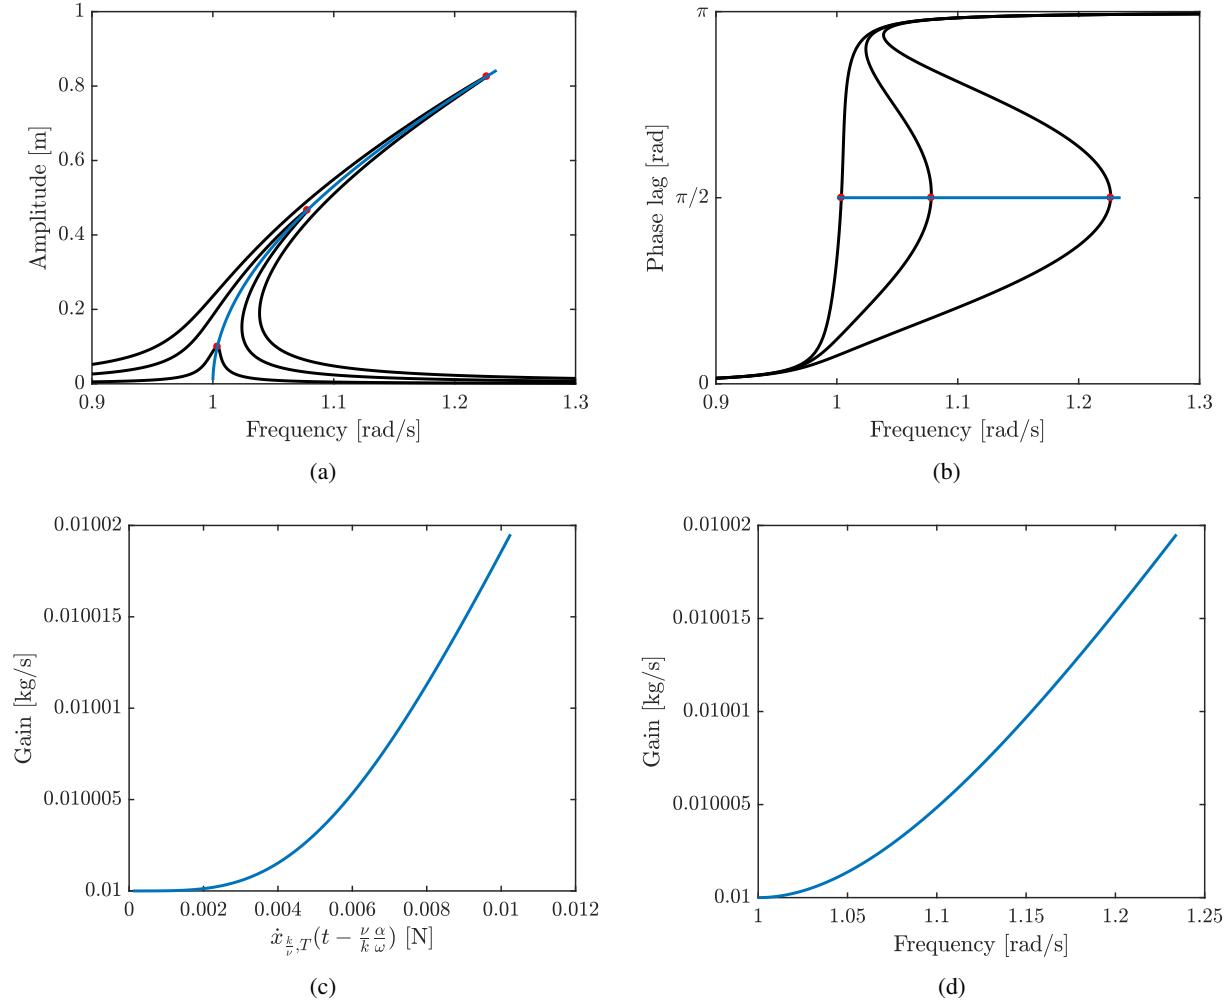 1
0.8
0.6
0.4
0.2
0
0.9 1 1.1 1.2 1.3
Amplitude [m]
Frequency [rad/s]
(a)
π
π/2
0
0.9 1 1.1 1.2 1.3
Phase lag [rad]
Frequency [rad/s]
(b)
0.01002
0.010015
0.01001
0.010005
0.01
0 0.002 0.004 0.006 0.008 0.01 0.012
Gain [kg/s]
ẋ_{k/ν,T}(t − ν/k α/ω) [N]
(c)
0.01002
0.010015
0.01001
0.010005
0.01
1 1.05 1.1 1.15 1.2 1.25
Gain [kg/s]
Frequency [rad/s]
(d)